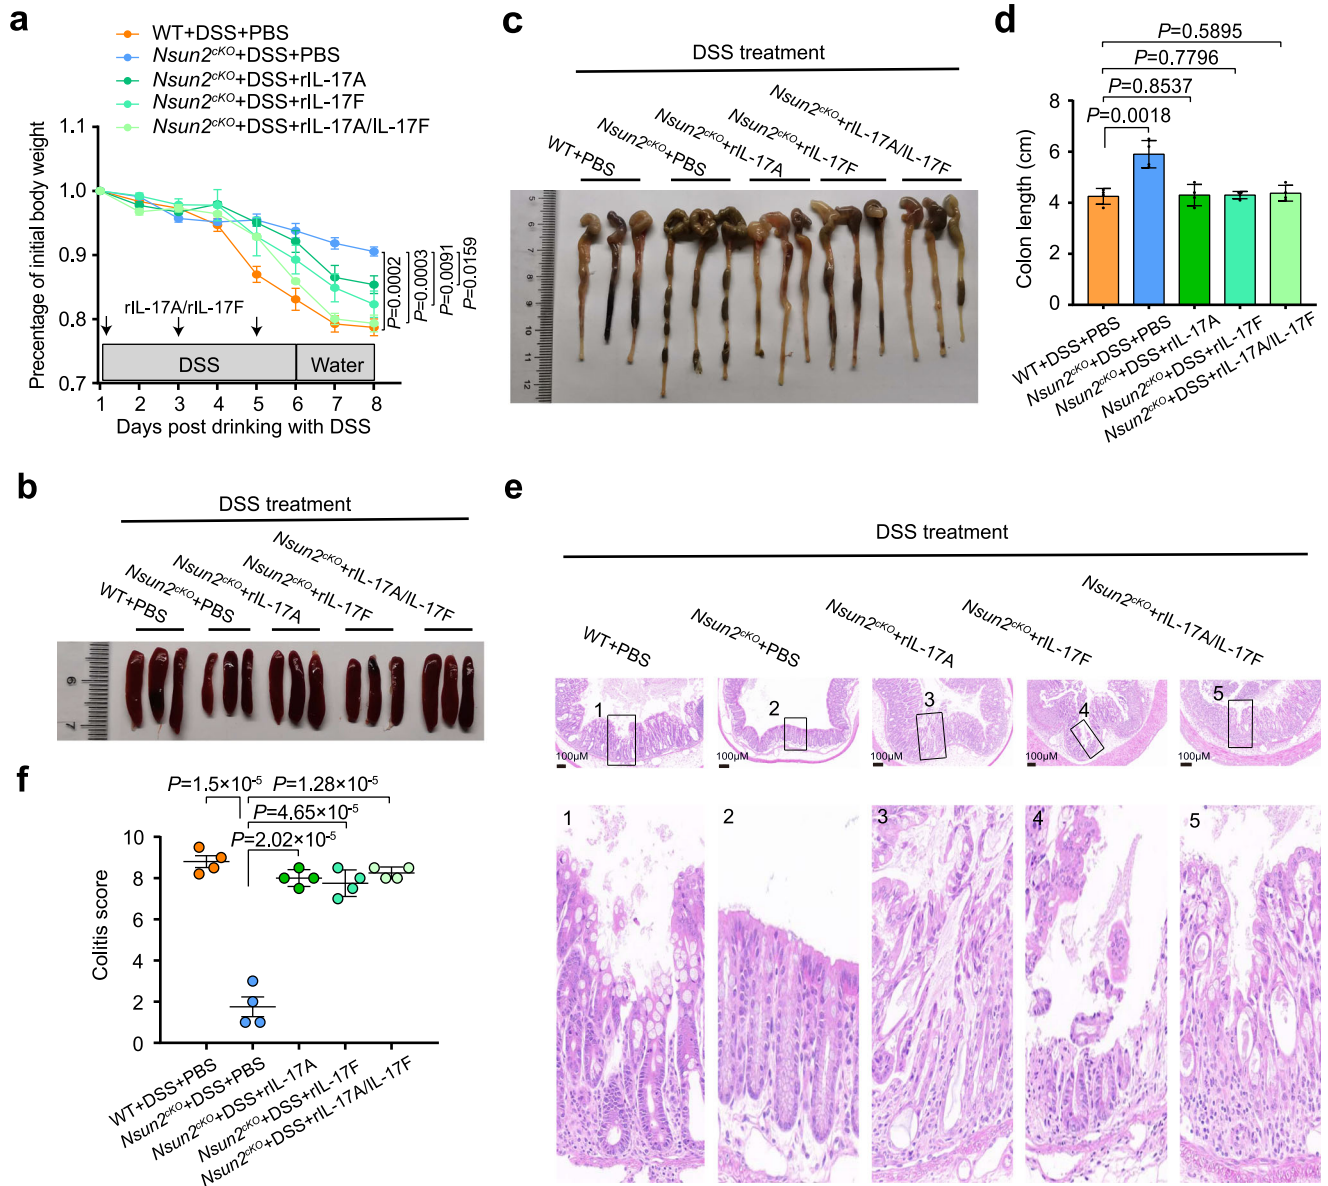 a
WT+DSS+PBS
Nsun2cKO+DSS+PBS
Nsun2cKO+DSS+rIL-17A
Nsun2cKO+DSS+rIL-17F
Nsun2cKO+DSS+rIL-17A/IL-17F
Precentage of initial body weight
1.1
1.0
0.9
0.8
0.7
rIL-17A/rIL-17F
DSS
Water
P=0.0002
P=0.0003
P=0.0091
P=0.0159
1 2 3 4 5 6 7 8
Days post drinking with DSS
b
DSS treatment
WT+PBS
Nsun2cKO+PBS
Nsun2cKO+rIL-17A
Nsun2cKO+rIL-17F
Nsun2cKO+rIL-17A/IL-17F
6
7
c
DSS treatment
WT+PBS
Nsun2cKO+PBS
Nsun2cKO+rIL-17A
Nsun2cKO+rIL-17F
Nsun2cKO+rIL-17A/IL-17F
5
6
7
8
9
10
11
12
d
P=0.5895
P=0.7796
P=0.8537
P=0.0018
Colon length (cm)
8
6
4
2
0
WT+DSS+PBS
Nsun2cKO+DSS+PBS
Nsun2cKO+DSS+rIL-17A
Nsun2cKO+DSS+rIL-17F
Nsun2cKO+DSS+rIL-17A/IL-17F
e
DSS treatment
WT+PBS
Nsun2cKO+PBS
Nsun2cKO+rIL-17A
Nsun2cKO+rIL-17F
Nsun2cKO+rIL-17A/IL-17F
1
2
3
4
5
100μM
100μM
100μM
100μM
100μM
1
2
3
4
5
f
P=1.5×10-5
P=1.28×10-5
P=4.65×10-5
P=2.02×10-5
Colitis score
10
8
6
4
2
0
WT+DSS+PBS
Nsun2cKO+DSS+PBS
Nsun2cKO+DSS+rIL-17A
Nsun2cKO+DSS+rIL-17F
Nsun2cKO+DSS+rIL-17A/IL-17F